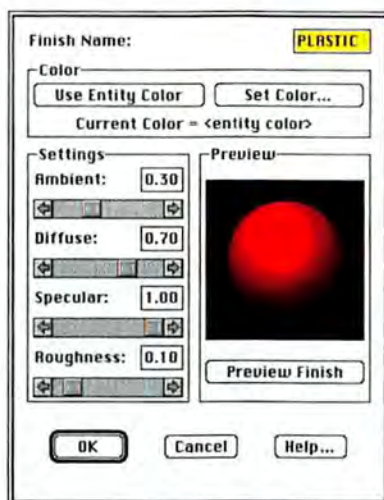 Finish Name: PLASTIC
Color
Use Entity Color Set Color...
Current Color = <entity color>
Settings
Ambient: 0.30
Diffuse: 0.70
Specular: 1.00
Roughness: 0.10
Preview
Preview Finish
OK Cancel Help...